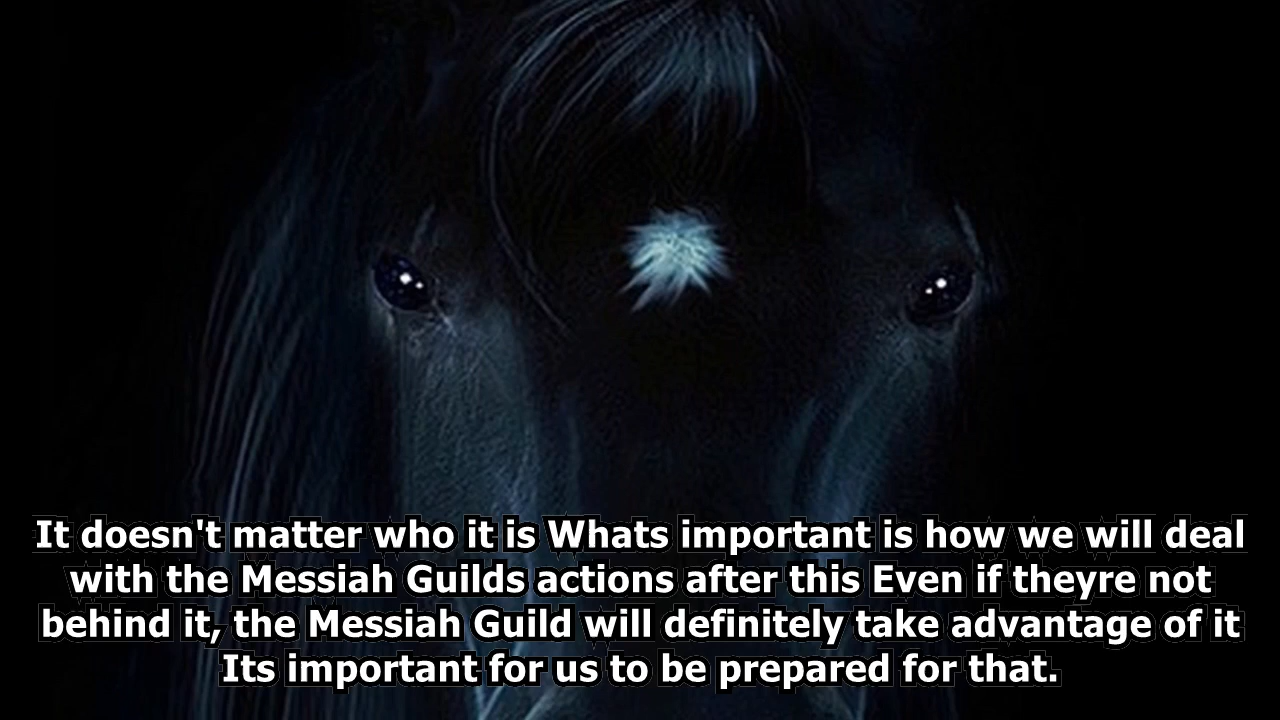 It doesn't matter who it is Whats important is how we will deal
with the Messiah Guilds actions after this Even if theyre not
behind it, the Messiah Guild will definitely take advantage of it
Its important for us to be prepared for that.